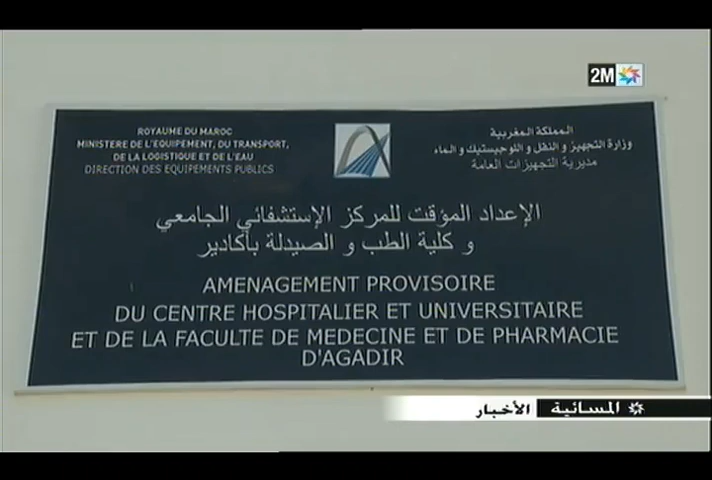 2M
ROYAUME DU MAROC
MINISTERE DE L'EQUIPEMENT, DU TRANSPORT,
DE LA LOGISTIQUE ET DE L'EAU
DIRECTION DES EQUIPEMENTS PUBLICS
المملكة المغربية
وزارة التجهيز و النقل و اللوجيستيك و الماء
مديرية التجهيزات العامة
الإعداد المؤقت للمركز الإستشفائي الجامعي
و كلية الطب و الصيدلة بأكادير
AMENAGEMENT PROVISOIRE
DU CENTRE HOSPITALIER ET UNIVERSITAIRE
ET DE LA FACULTE DE MEDECINE ET DE PHARMACIE
D'AGADIR
المسائية الأخبار